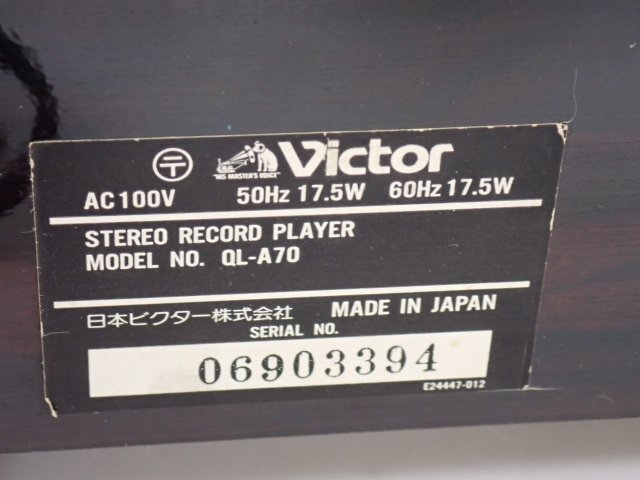 〒 "HIS MASTER'S VOICE" Victor
AC100V 50Hz 17.5W 60Hz 17.5W
STEREO RECORD PLAYER
MODEL NO. QL-A70
日本ビクター株式会社 MADE IN JAPAN
SERIAL NO.
06903394
E24447-012